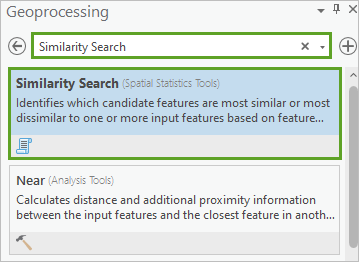 Geoprocessing
Similarity Search
Similarity Search (Spatial Statistics Tools)
Identifies which candidate features are most similar or most
dissimilar to one or more input features based on feature...
Near (Analysis Tools)
Calculates distance and additional proximity information
between the input features and the closest feature in anoth...